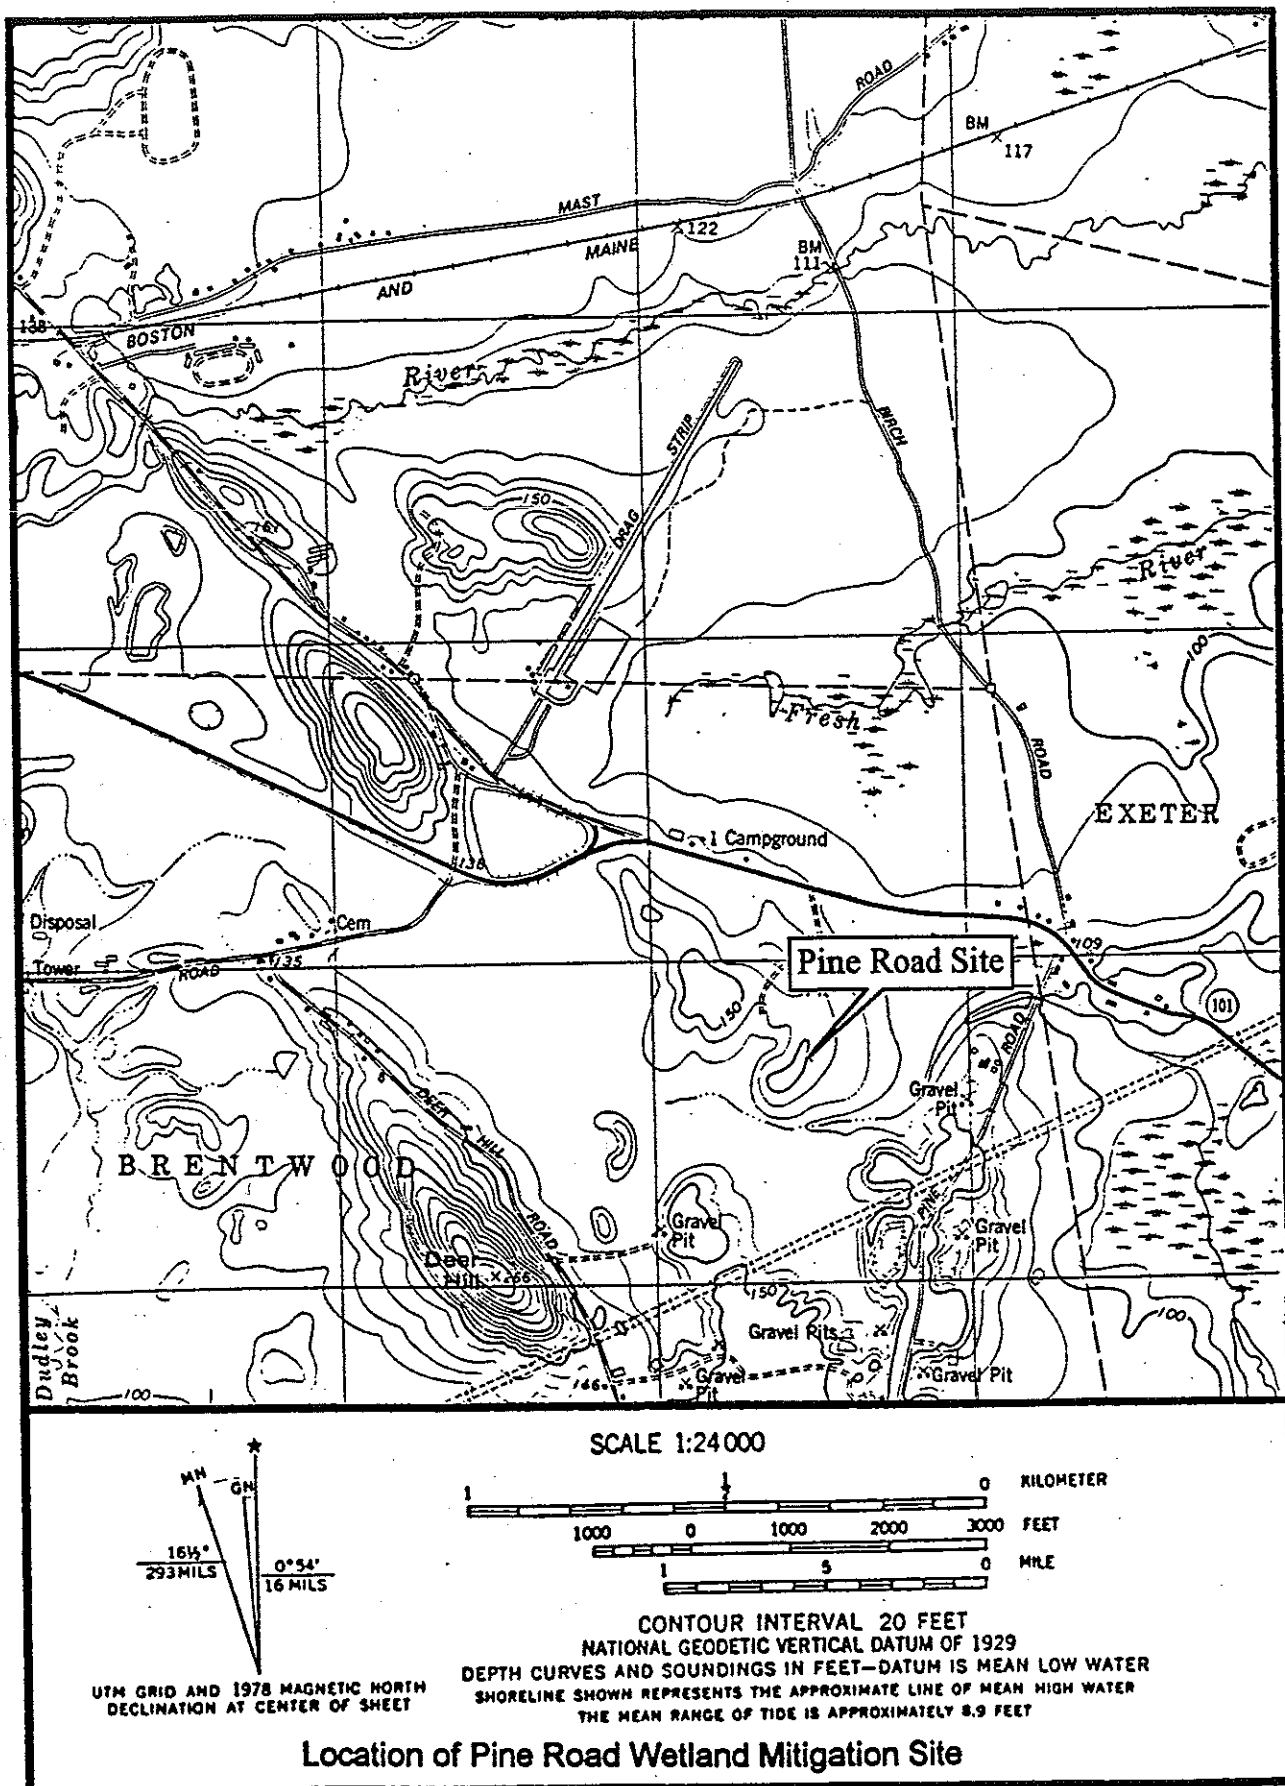 ROAD
BM
117
MAST
122
MAINE
BM
111
AND
138
BOSTON
River
STRIP
BIRCH
150
161
DRAG
River
100
Fresh
ROAD
EXETER
1 Campground
138
Disposal
Cem
109
Tower
ROAD
135
Pine Road Site
101
150
ROAD
Gravel
Pit
DEER
HILL
BRENTWOOD
ROAD
PINE
Gravel
Pit
Gravel
Pit
Deer
Hill
266
150
100
Gravel Pits
Dudley
Brook
166
Gravel
Pit
Gravel Pit
100
SCALE 1:24000
MN
GN
1 ½ 0 KILOMETER
1000 0 1000 2000 3000 FEET
1 .5 0 MILE
16½°
293 MILS
0°54'
16 MILS
CONTOUR INTERVAL 20 FEET
NATIONAL GEODETIC VERTICAL DATUM OF 1929
DEPTH CURVES AND SOUNDINGS IN FEET—DATUM IS MEAN LOW WATER
SHORELINE SHOWN REPRESENTS THE APPROXIMATE LINE OF MEAN HIGH WATER
THE MEAN RANGE OF TIDE IS APPROXIMATELY 8.9 FEET
UTM GRID AND 1978 MAGNETIC NORTH
DECLINATION AT CENTER OF SHEET
Location of Pine Road Wetland Mitigation Site